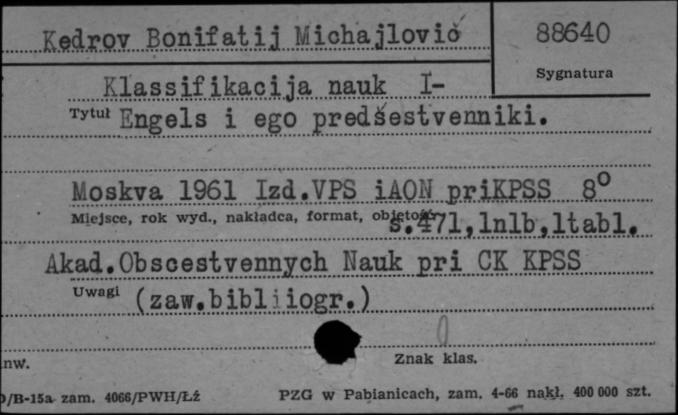 Kedrov Bonifatij Michajlovič
88640
Sygnatura
Klassifikacija nauk I-
Tytuł Engels i ego predšestvenniki.
Moskva 1961 Izd.VPS iAON priKPSS 8°
Miejsce, rok wyd., nakładca, format, objętość
s.471,1nlb,1tabl.
Akad.Obscestvennych Nauk pri CK KPSS
Uwagi (zaw.bibliiogr.)
nw.
Znak klas.
/B-15a zam. 4066/PWH/Łź PZG w Pabianicach, zam. 4-66 nakł. 400 000 szt.